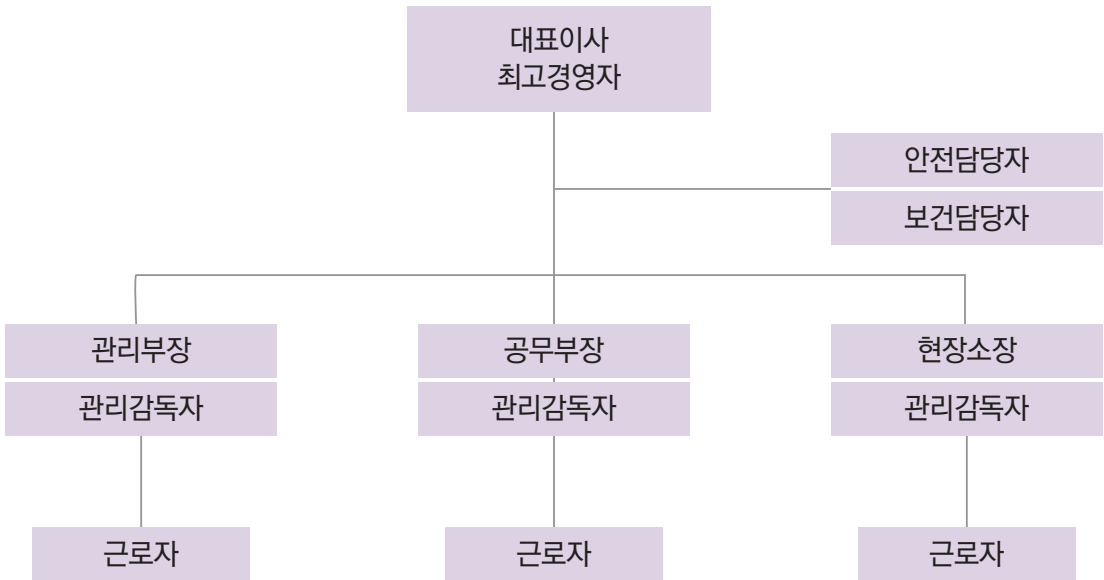 대표이사
최고경영자
안전담당자
보건담당자
관리부장
공무부장
현장소장
관리감독자
관리감독자
관리감독자
근로자
근로자
근로자